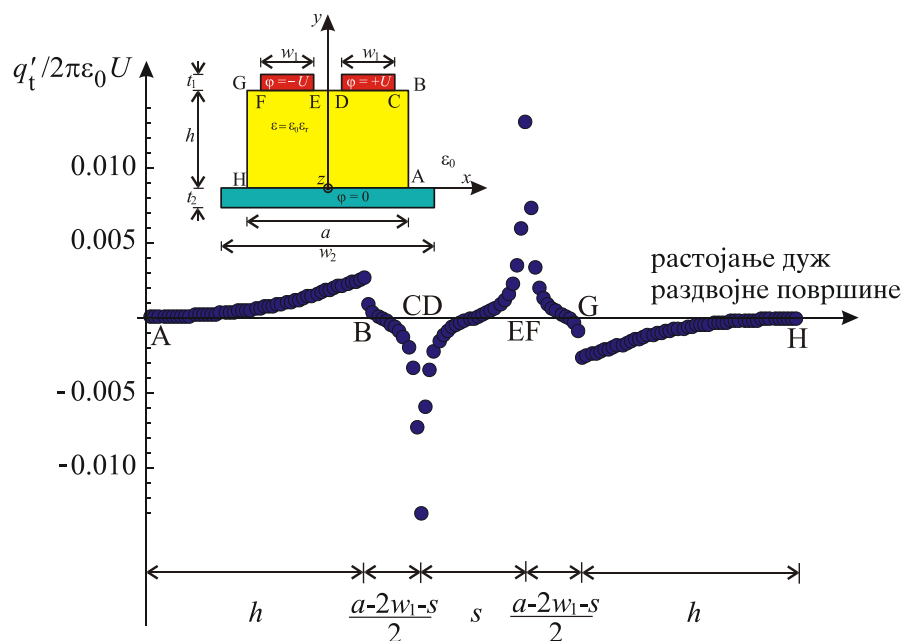 y
q′t/2πε₀U
w₁ w₁
t₁ G φ=−U φ=+U B
F E D C
h ε=ε₀εᵣ
ε₀
H z A x
t₂ φ=0
a
w₂
0.010
0.005
0
-0.005
-0.010
растојање дуж
раздвојне површине
A B CD EF G H
h (a-2w₁-s)/2 s (a-2w₁-s)/2 h